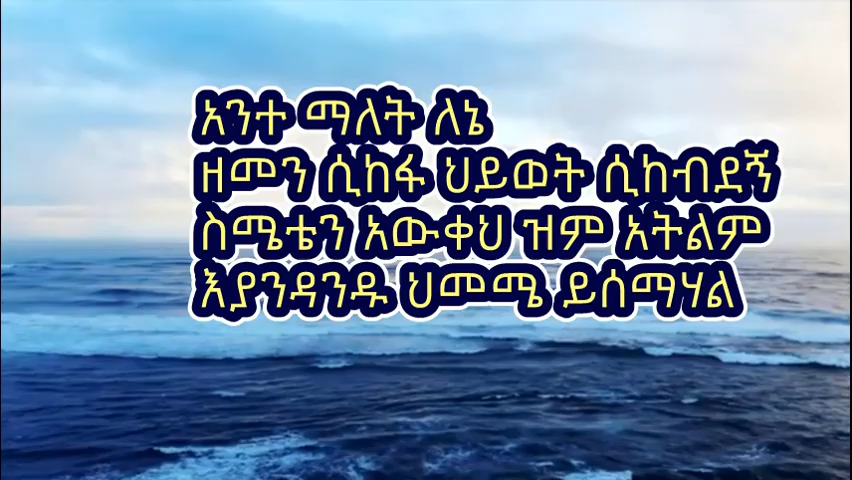 አንተ ማለት ለኔ
ዘመን ሲከፋ ህይወት ሲከብደኝ
ስሜቴን አውቀህ ዝም አትልም
እያንዳንዱ ህመሜ ይሰማሃል